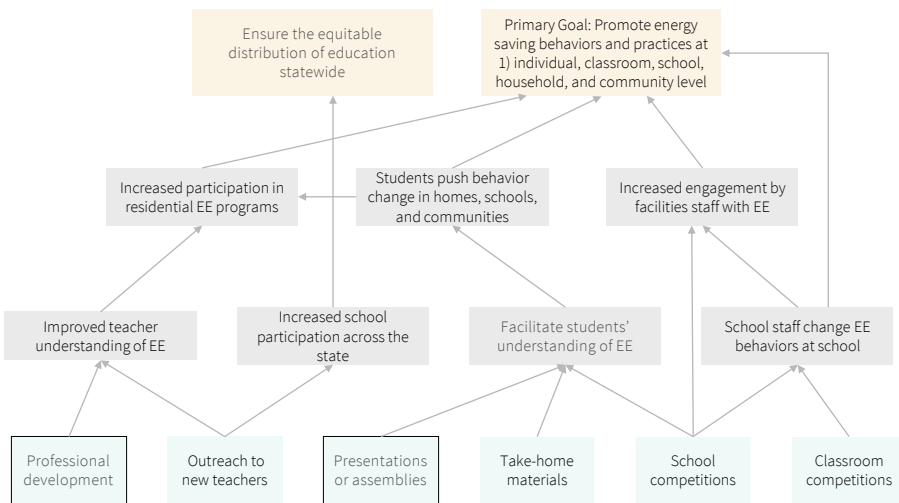 Ensure the equitable
distribution of education
statewide
Primary Goal: Promote energy
saving behaviors and practices at
1) individual, classroom, school,
household, and community level
Increased participation in
residential EE programs
Students push behavior
change in homes, schools,
and communities
Increased engagement by
facilities staff with EE
Improved teacher
understanding of EE
Increased school
participation across the
state
Facilitate students’
understanding of EE
School staff change EE
behaviors at school
Professional
development
Outreach to
new teachers
Presentations
or assemblies
Take-home
materials
School
competitions
Classroom
competitions